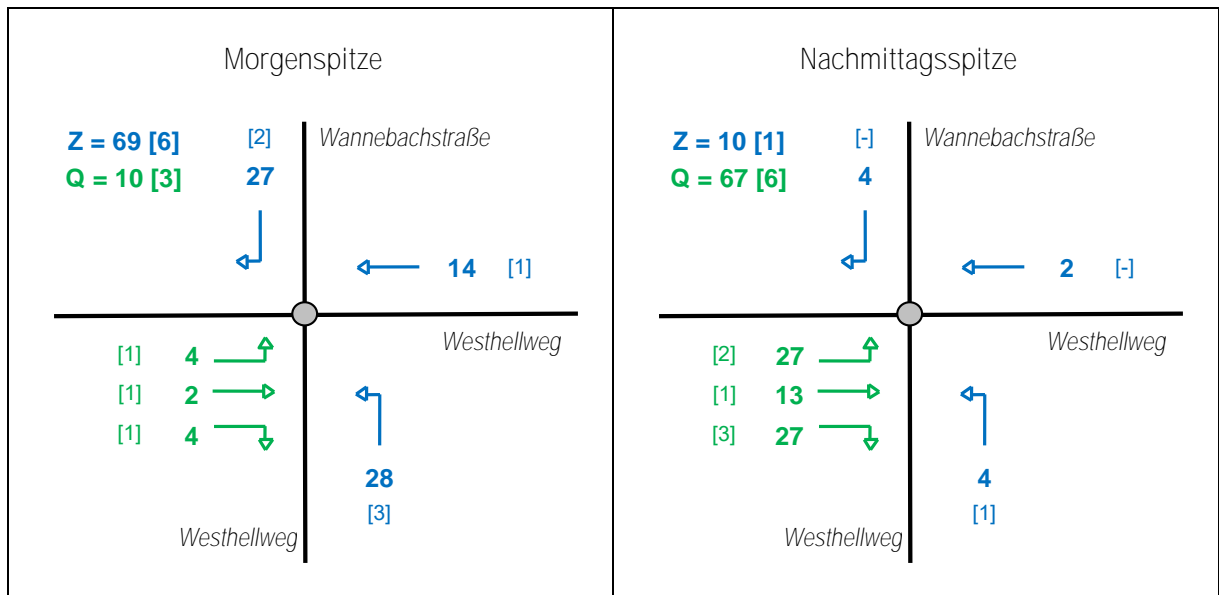 Morgenspitze
Z = 69 [6] [2] Wannebachstraße
Q = 10 [3] 27
14 [1]
Westhellweg
[1] 4
[1] 2
[1] 4
28
[3]
Westhellweg
Nachmittagsspitze
Z = 10 [1] [-] Wannebachstraße
Q = 67 [6] 4
2 [-]
Westhellweg
[2] 27
[1] 13
[3] 27
4
[1]
Westhellweg